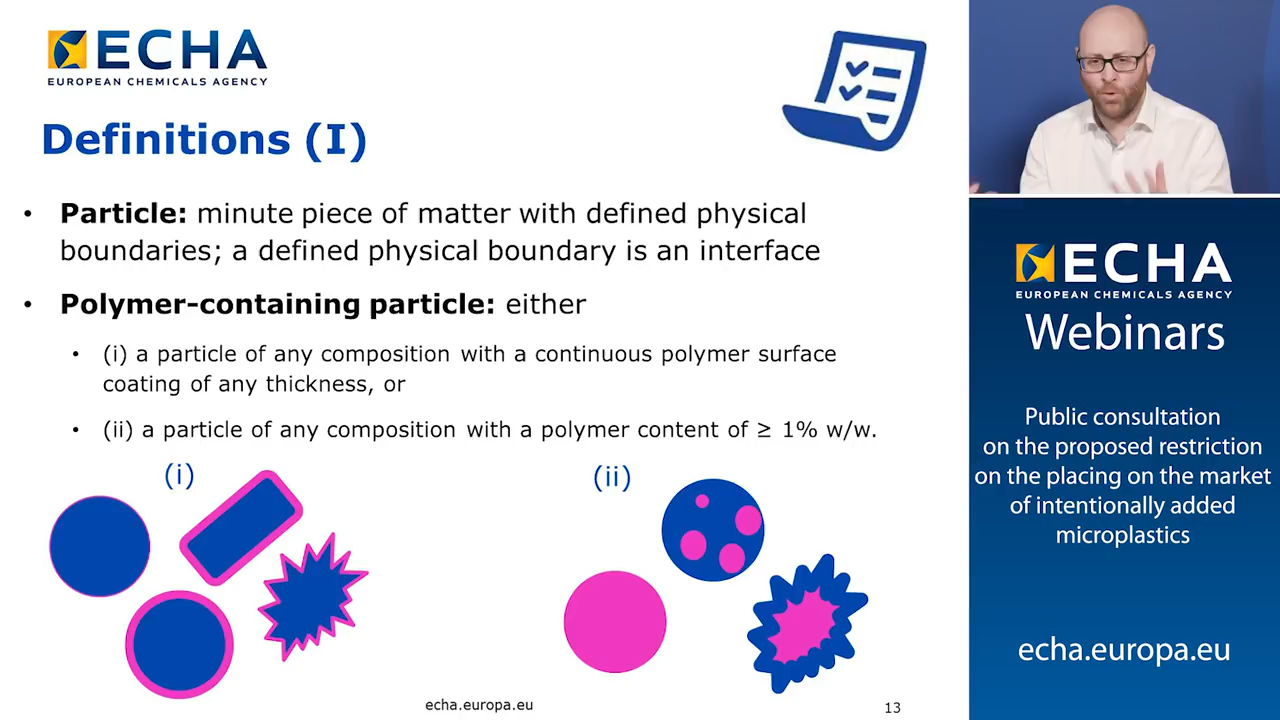 ECHA
EUROPEAN CHEMICALS AGENCY
Definitions (I)
• Particle: minute piece of matter with defined physical
boundaries; a defined physical boundary is an interface
• Polymer-containing particle: either
• (i) a particle of any composition with a continuous polymer surface
coating of any thickness, or
• (ii) a particle of any composition with a polymer content of ≥ 1% w/w.
(i)
(ii)
echa.europa.eu
13
ECHA
EUROPEAN CHEMICALS AGENCY
Webinars
Public consultation
on the proposed restriction
on the placing on the market
of intentionally added
microplastics
echa.europa.eu